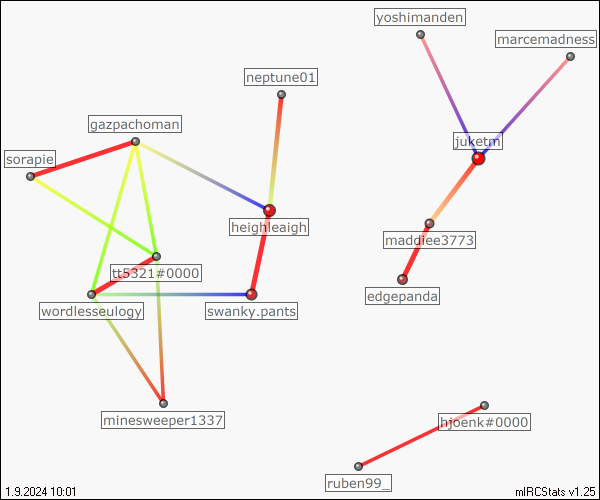 yoshimanden
marcemadness
neptune01
gazpachoman
juketm
sorapie
heighleaigh
maddiee3773
tt5321#0000
edgepanda
wordlesseulogy
swanky.pants
minesweeper1337
hjoenk#0000
ruben99_
1.9.2024 10:01
mIRCStats v1.25